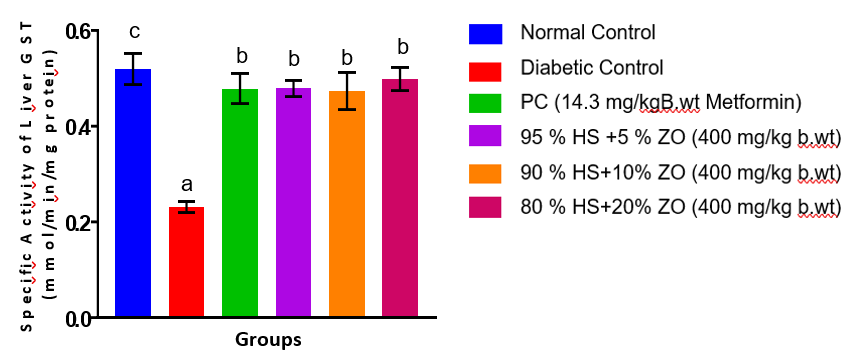 Specific Activity of Liver GST
(mmol/min/mg protein)
0.6
0.4
0.2
0.0
c
a
b
b
b
b
Groups
Normal Control
Diabetic Control
PC (14.3 mg/kgB.wt Metformin)
95 % HS +5 % ZO (400 mg/kg b.wt)
90 % HS+10% ZO (400 mg/kg b.wt)
80 % HS+20% ZO (400 mg/kg b.wt)